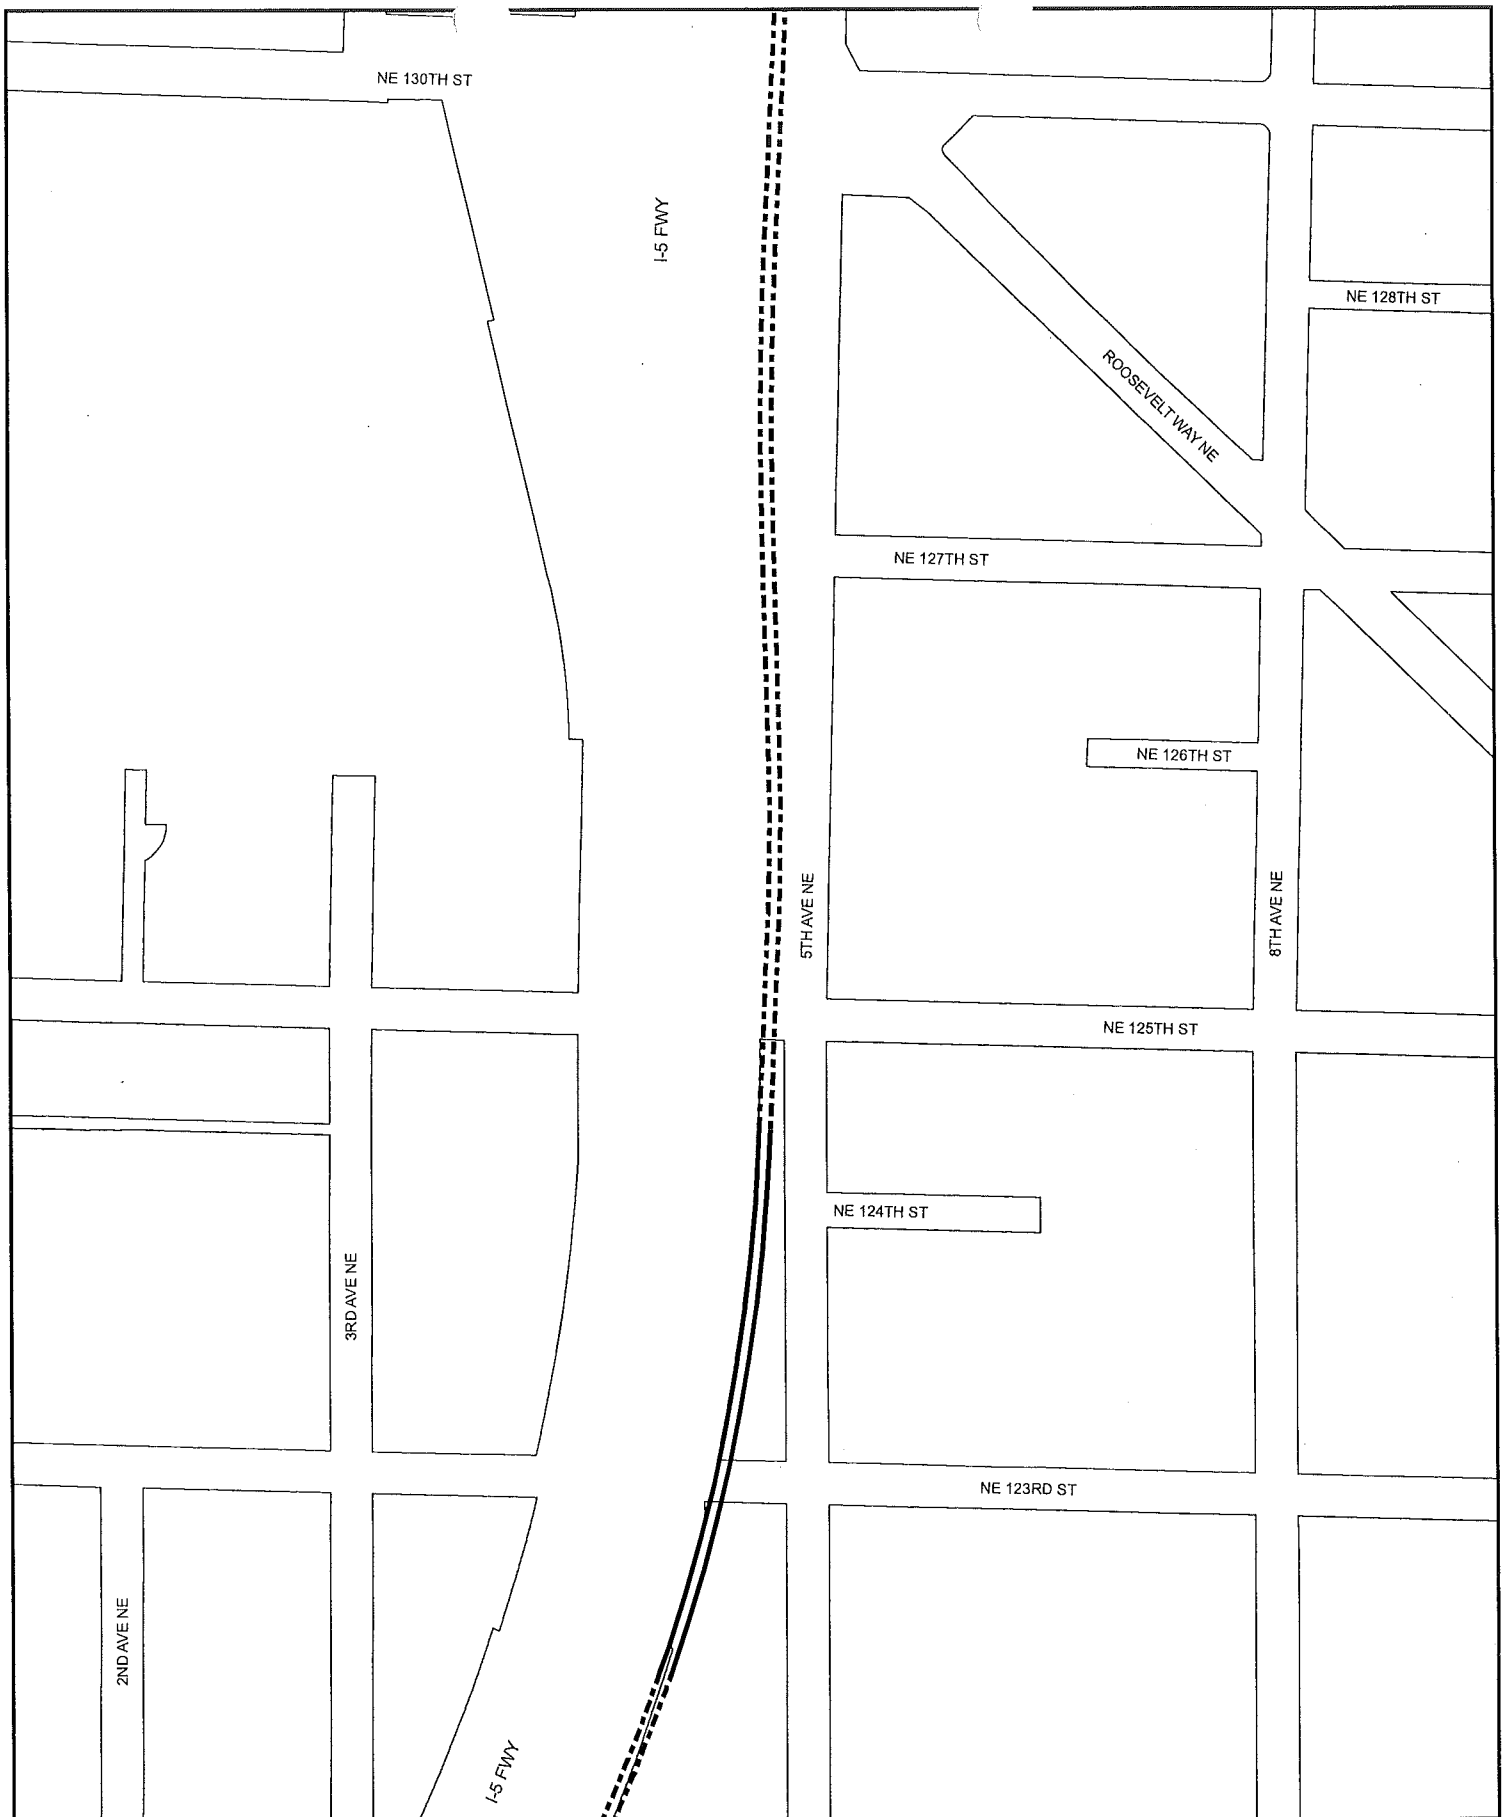 NE 130TH ST
I-5 FWY
NE 128TH ST
ROOSEVELT WAY NE
NE 127TH ST
NE 126TH ST
5TH AVE NE
8TH AVE NE
NE 125TH ST
NE 124TH ST
3RD AVE NE
NE 123RD ST
2ND AVE NE
I-5 FWY